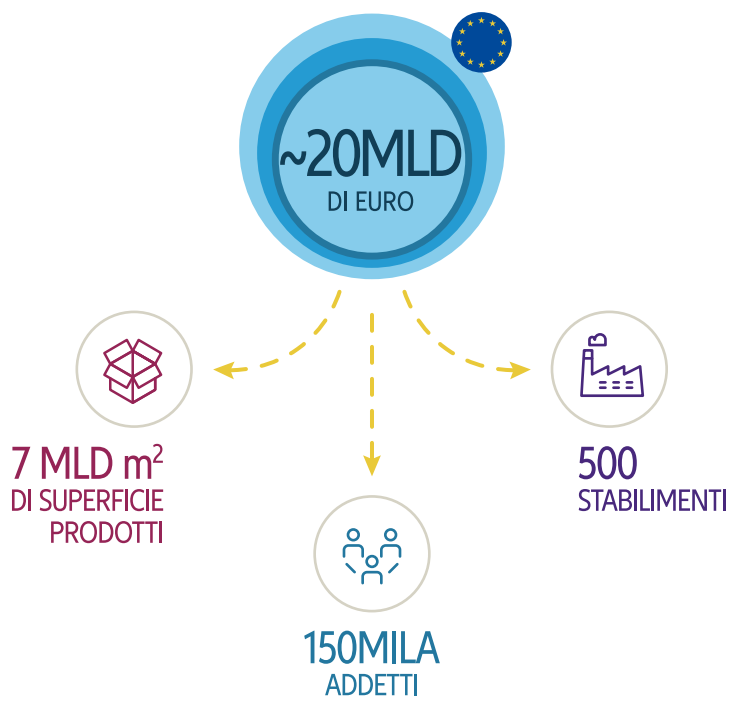 ~20MLD
DI EURO
7 MLD m²
DI SUPERFICIE
PRODOTTI
500
STABILIMENTI
150MILA
ADDETTI